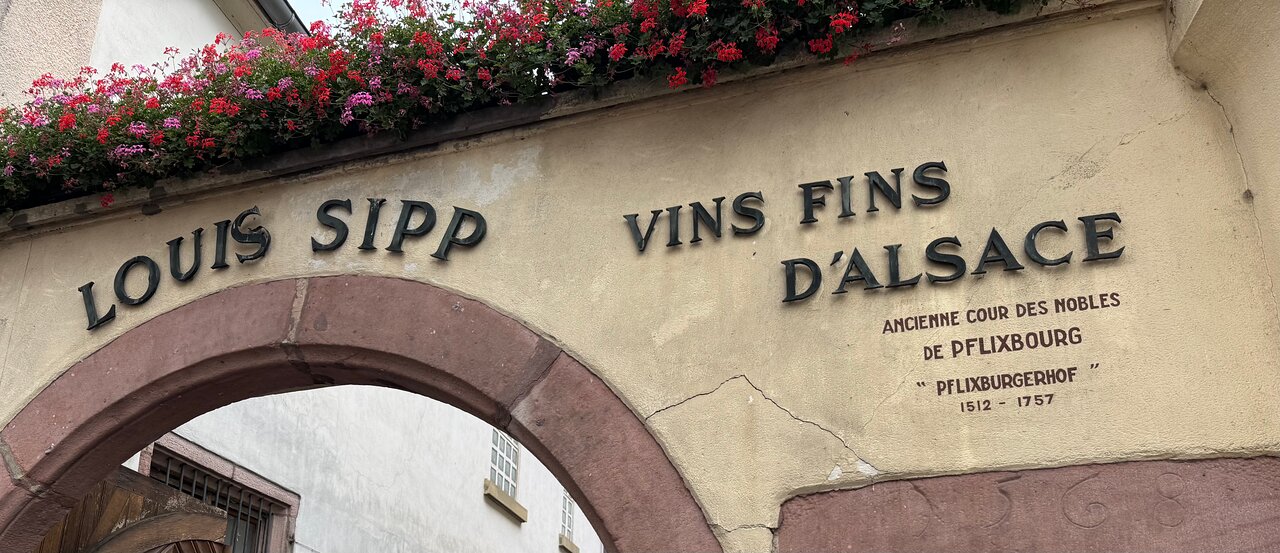 LOUIS SIPP
VINS FINS
D'ALSACE
ANCIENNE COUR DES NOBLES
DE PFLIXBOURG
" PFLIXBURGERHOF "
1512 - 1757